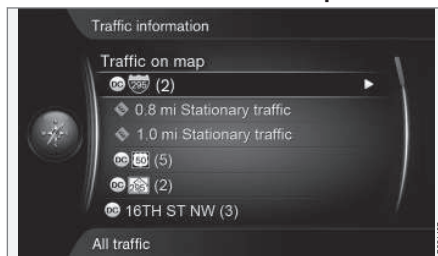 Traffic information
Traffic on map
DC 295 (2)
0.8 mi Stationary traffic
1.0 mi Stationary traffic
DC 50 (5)
DC 295 (2)
DC 16TH ST NW (3)
All traffic